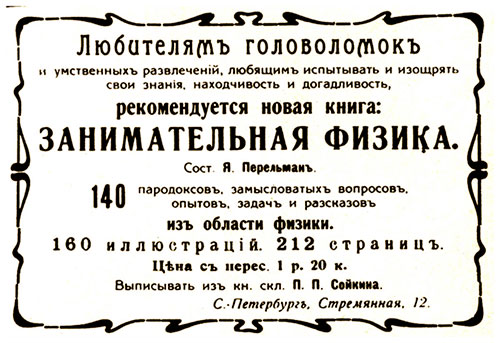 Любителямъ головоломокъ
и умственныхъ развлеченій, любящимъ испытывать и изощрять
свои знанія, находчивость и догадливость,
рекомендуется новая книга:
ЗАНИМАТЕЛЬНАЯ ФИЗИКА.
Сост. Я. Перельманъ.
140 пародоксовъ, замысловатыхъ вопросовъ,
опытовъ, задачъ и разсказовъ
изъ области физики.
160 иллюстрацій. 212 страницъ.
Цѣна съ перес. 1 р. 20 к.
Выписывать изъ кн. скл. П. П. Сойкина.
С.-Петербургъ, Стремянная, 12.